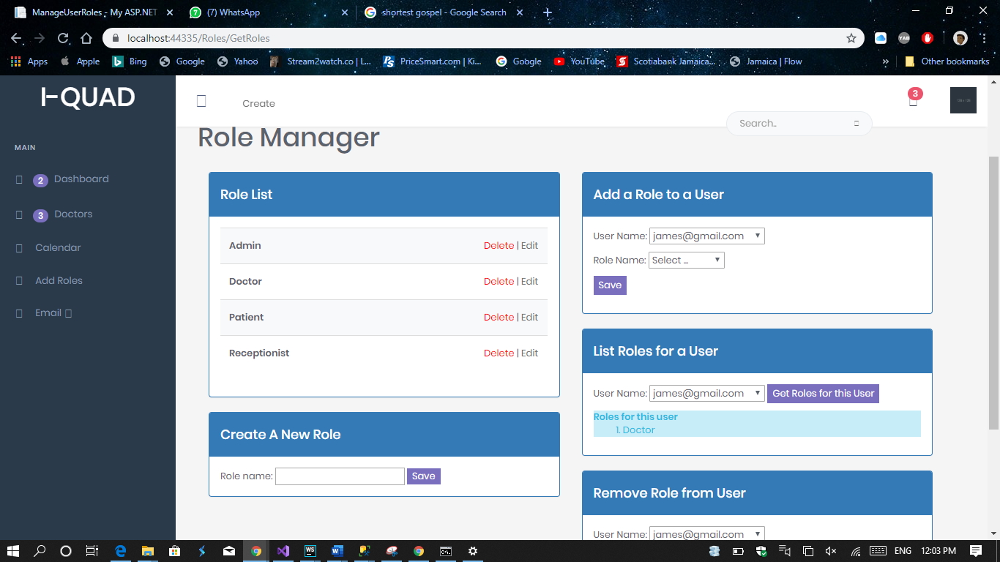 ManageUserRoles - My ASP.NET
(7) WhatsApp
shortest gospel - Google Search
localhost:44335/Roles/GetRoles
Apps
Apple
Bing
Google
Yahoo
Stream2watch.co | L...
PriceSmart.com | Ki...
Google
YouTube
Scotiabank Jamaica...
Jamaica | Flow
»
Other bookmarks
I-QUAD
Create
3
Search..
MAIN
2 Dashboard
3 Doctors
Calendar
Add Roles
Email
Role Manager
Role List
Admin Delete | Edit
Doctor Delete | Edit
Patient Delete | Edit
Receptionist Delete | Edit
Create A New Role
Role name: Save
Add a Role to a User
User Name: james@gmail.com
Role Name: Select ...
Save
List Roles for a User
User Name: james@gmail.com Get Roles for this User
Roles for this user
1. Doctor
Remove Role from User
User Name: james@gmail.com
ENG 12:03 PM